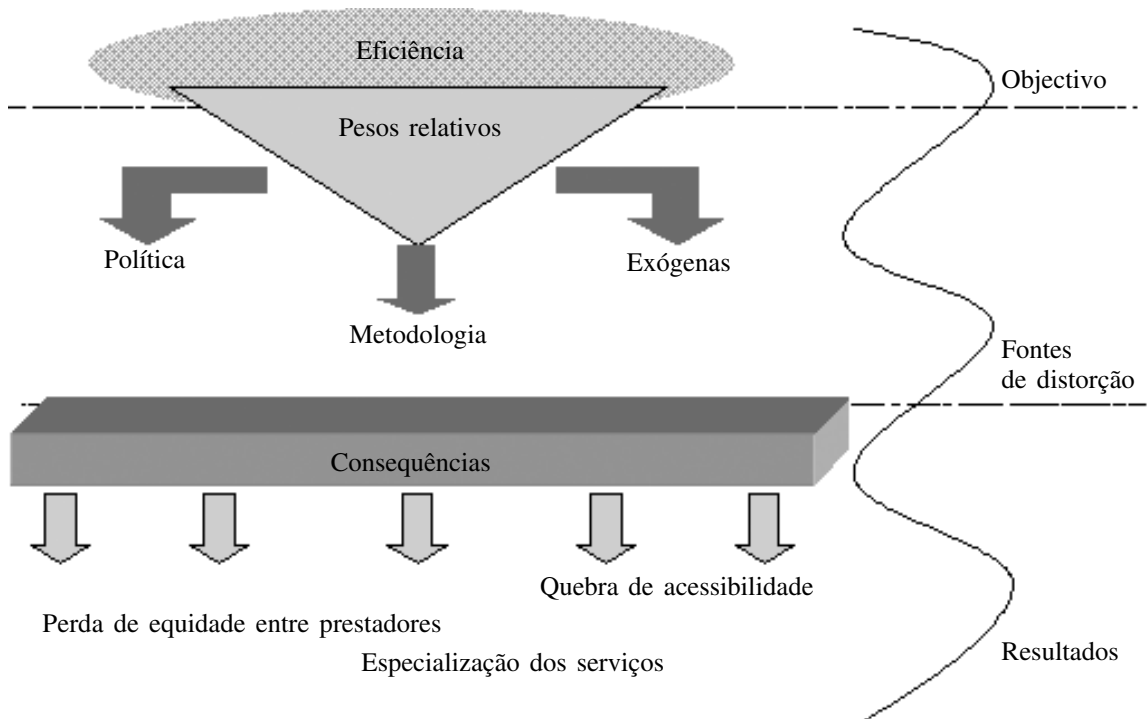 Eficiência
Objectivo
Pesos relativos
Política
Exógenas
Metodologia
Fontes
de distorção
Consequências
Quebra de acessibilidade
Perda de equidade entre prestadores
Especialização dos serviços
Resultados